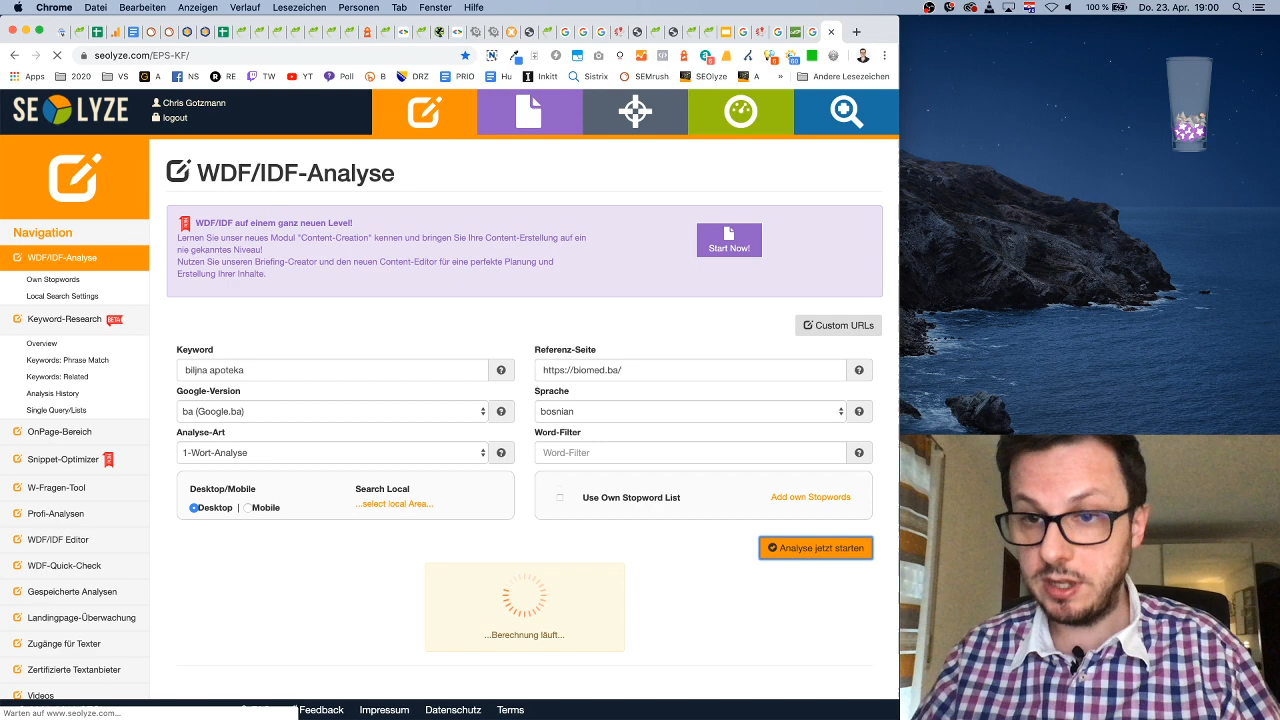 Chrome Datei Bearbeiten Anzeigen Verlauf Lesezeichen Personen Tab Fenster Hilfe 100% Do. 23. Apr. 19:00
seolyze.com/EPS-KF/
Apps 2020 VS A NS RE TW YT Poll B DRZ PRIO Hu Inkitt Sistrix SEMrush SEOlyze A » Andere Lesezeichen
SEOLYZE
Chris Gotzmann
logout
WDF/IDF-Analyse
WDF/IDF auf einem ganz neuen Level!
Lernen Sie unser neues Modul "Content-Creation" kennen und bringen Sie Ihre Content-Erstellung auf ein
nie gekanntes Niveau!
Nutzen Sie unseren Briefing-Creator und den neuen Content-Editor für eine perfekte Planung und
Erstellung Ihrer Inhalte.
Start Now!
Navigation
WDF/IDF-Analyse
Own Stopwords
Local Search Settings
Keyword-Research BETA
Overview
Keywords: Phrase Match
Keywords: Related
Analysis History
Single Query/Lists
OnPage-Bereich
Snippet-Optimizer
W-Fragen-Tool
Profi-Analysen
WDF/IDF Editor
WDF-Quick-Check
Gespeicherte Analysen
Landingpage-Überwachung
Zugänge für Texter
Zertifizierte Textanbieter
Videos
Custom URLs
Keyword
biljna apoteka
Referenz-Seite
https://biomed.ba/
Google-Version
ba (Google.ba)
Sprache
bosnian
Analyse-Art
1-Wort-Analyse
Word-Filter
Word-Filter
Desktop/Mobile
Desktop | Mobile
Search Local
...select local Area...
Use Own Stopword List
Add own Stopwords
Analyse jetzt starten
...Berechnung läuft...
Feedback Impressum Datenschutz Terms
Warten auf www.seolyze.com...